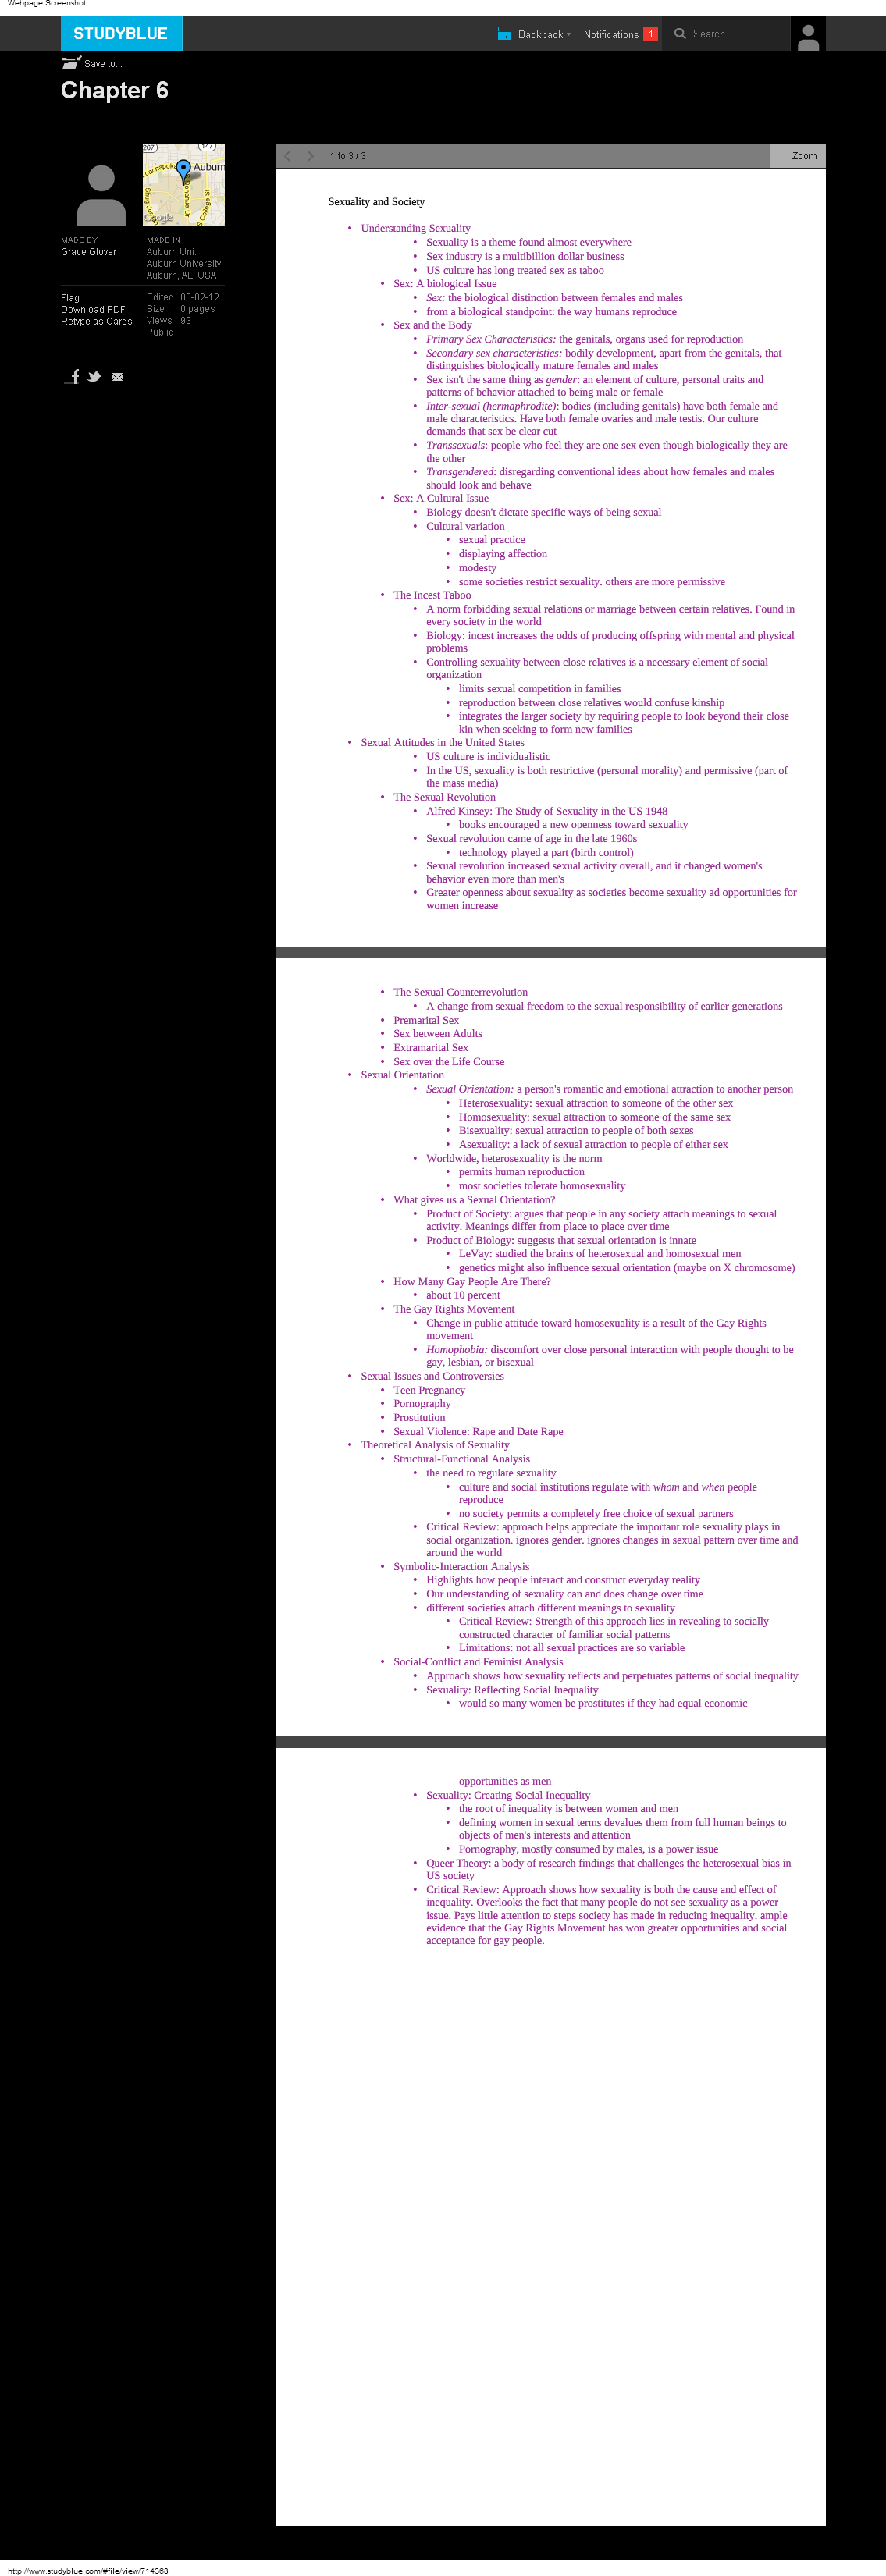 Webpage Screenshot
STUDYBLUE
Backpack
Notifications 1
Search
Save to...
Chapter 6
1 to 3 / 3
Zoom
267
147
Auburn
Google
MADE BY
Grace Glover
MADE IN
Auburn Uni.
Auburn University,
Auburn, AL, USA
Flag
Download PDF
Retype as Cards
Edited 03-02-12
Size 0 pages
Views 93
Public
Sexuality and Society
• Understanding Sexuality
• Sexuality is a theme found almost everywhere
• Sex industry is a multibillion dollar business
• US culture has long treated sex as taboo
• Sex: A biological Issue
• Sex: the biological distinction between females and males
• from a biological standpoint: the way humans reproduce
• Sex and the Body
• Primary Sex Characteristics: the genitals, organs used for reproduction
• Secondary sex characteristics: bodily development, apart from the genitals, that
distinguishes biologically mature females and males
• Sex isn't the same thing as gender: an element of culture, personal traits and
patterns of behavior attached to being male or female
• Inter-sexual (hermaphrodite): bodies (including genitals) have both female and
male characteristics. Have both female ovaries and male testis. Our culture
demands that sex be clear cut
• Transsexuals: people who feel they are one sex even though biologically they are
the other
• Transgendered: disregarding conventional ideas about how females and males
should look and behave
• Sex: A Cultural Issue
• Biology doesn't dictate specific ways of being sexual
• Cultural variation
• sexual practice
• displaying affection
• modesty
• some societies restrict sexuality. others are more permissive
• The Incest Taboo
• A norm forbidding sexual relations or marriage between certain relatives. Found in
every society in the world
• Biology: incest increases the odds of producing offspring with mental and physical
problems
• Controlling sexuality between close relatives is a necessary element of social
organization
• limits sexual competition in families
• reproduction between close relatives would confuse kinship
• integrates the larger society by requiring people to look beyond their close
kin when seeking to form new families
• Sexual Attitudes in the United States
• US culture is individualistic
• In the US, sexuality is both restrictive (personal morality) and permissive (part of
the mass media)
• The Sexual Revolution
• Alfred Kinsey: The Study of Sexuality in the US 1948
• books encouraged a new openness toward sexuality
• Sexual revolution came of age in the late 1960s
• technology played a part (birth control)
• Sexual revolution increased sexual activity overall, and it changed women's
behavior even more than men's
• Greater openness about sexuality as societies become sexuality ad opportunities for
women increase
• The Sexual Counterrevolution
• A change from sexual freedom to the sexual responsibility of earlier generations
• Premarital Sex
• Sex between Adults
• Extramarital Sex
• Sex over the Life Course
• Sexual Orientation
• Sexual Orientation: a person's romantic and emotional attraction to another person
• Heterosexuality: sexual attraction to someone of the other sex
• Homosexuality: sexual attraction to someone of the same sex
• Bisexuality: sexual attraction to people of both sexes
• Asexuality: a lack of sexual attraction to people of either sex
• Worldwide, heterosexuality is the norm
• permits human reproduction
• most societies tolerate homosexuality
• What gives us a Sexual Orientation?
• Product of Society: argues that people in any society attach meanings to sexual
activity. Meanings differ from place to place over time
• Product of Biology: suggests that sexual orientation is innate
• LeVay: studied the brains of heterosexual and homosexual men
• genetics might also influence sexual orientation (maybe on X chromosome)
• How Many Gay People Are There?
• about 10 percent
• The Gay Rights Movement
• Change in public attitude toward homosexuality is a result of the Gay Rights
movement
• Homophobia: discomfort over close personal interaction with people thought to be
gay, lesbian, or bisexual
• Sexual Issues and Controversies
• Teen Pregnancy
• Pornography
• Prostitution
• Sexual Violence: Rape and Date Rape
• Theoretical Analysis of Sexuality
• Structural-Functional Analysis
• the need to regulate sexuality
• culture and social institutions regulate with whom and when people
reproduce
• no society permits a completely free choice of sexual partners
• Critical Review: approach helps appreciate the important role sexuality plays in
social organization. ignores gender. ignores changes in sexual pattern over time and
around the world
• Symbolic-Interaction Analysis
• Highlights how people interact and construct everyday reality
• Our understanding of sexuality can and does change over time
• different societies attach different meanings to sexuality
• Critical Review: Strength of this approach lies in revealing to socially
constructed character of familiar social patterns
• Limitations: not all sexual practices are so variable
• Social-Conflict and Feminist Analysis
• Approach shows how sexuality reflects and perpetuates patterns of social inequality
• Sexuality: Reflecting Social Inequality
• would so many women be prostitutes if they had equal economic
opportunities as men
• Sexuality: Creating Social Inequality
• the root of inequality is between women and men
• defining women in sexual terms devalues them from full human beings to
objects of men's interests and attention
• Pornography, mostly consumed by males, is a power issue
• Queer Theory: a body of research findings that challenges the heterosexual bias in
US society
• Critical Review: Approach shows how sexuality is both the cause and effect of
inequality. Overlooks the fact that many people do not see sexuality as a power
issue. Pays little attention to steps society has made in reducing inequality. ample
evidence that the Gay Rights Movement has won greater opportunities and social
acceptance for gay people.
http://www.studyblue.com/#file/view/714368